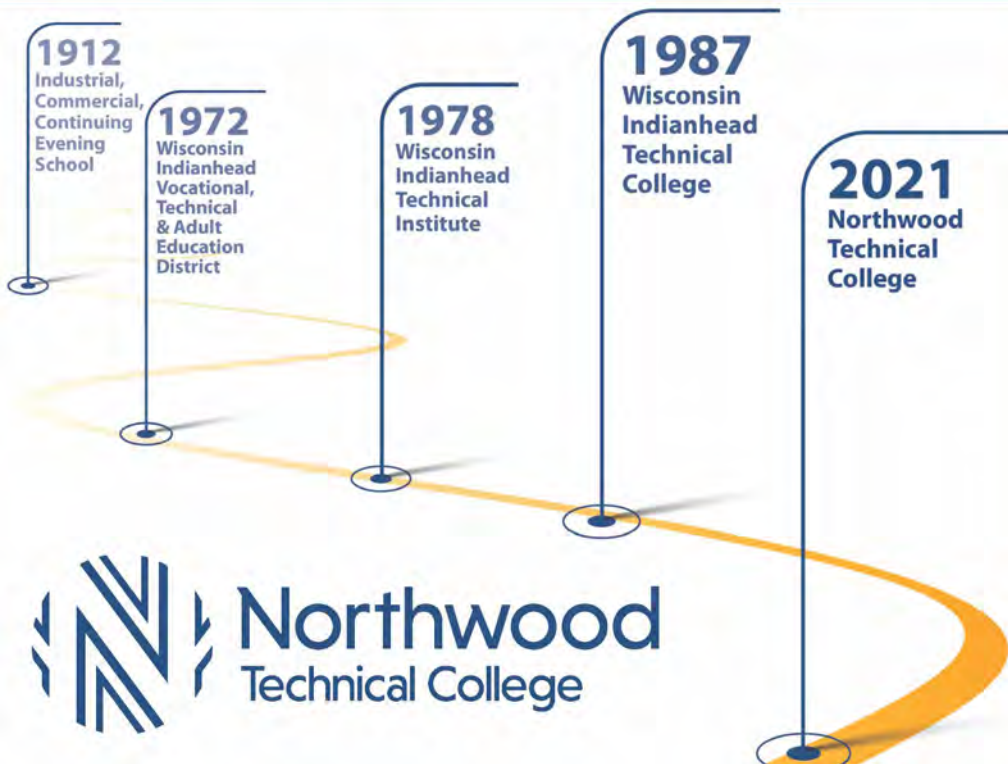 1912
Industrial,
Commercial,
Continuing
Evening
School
1972
Wisconsin
Indianhead
Vocational,
Technical
& Adult
Education
District
1978
Wisconsin
Indianhead
Technical
Institute
1987
Wisconsin
Indianhead
Technical
College
2021
Northwood
Technical
College
Northwood
Technical College